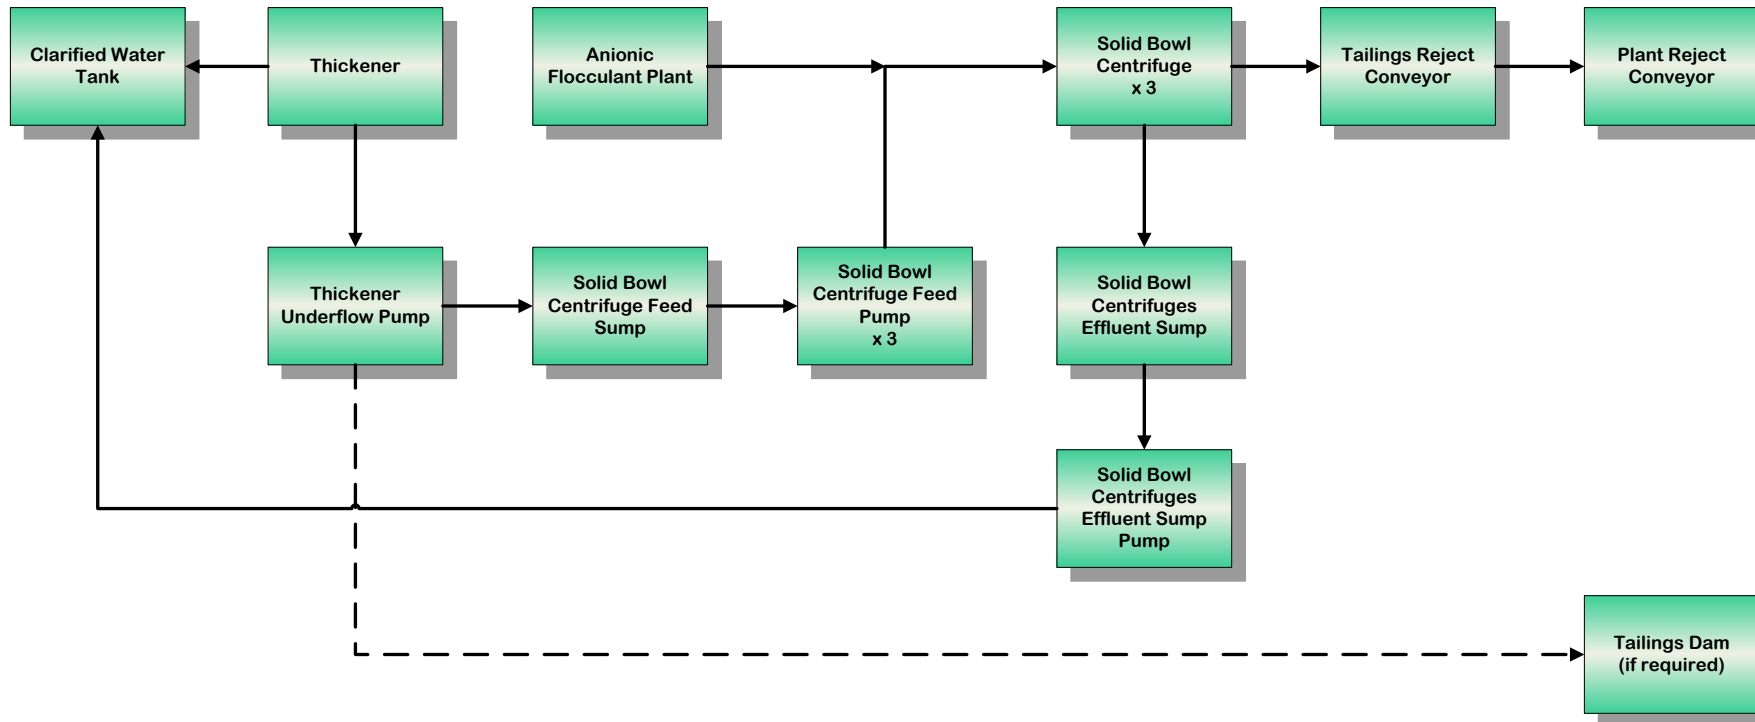 Clarified Water
Tank
Thickener
Anionic
Flocculant Plant
Solid Bowl
Centrifuge
x 3
Tailings Reject
Conveyor
Plant Reject
Conveyor
Thickener
Underflow Pump
Solid Bowl
Centrifuge Feed
Sump
Solid Bowl
Centrifuge Feed
Pump
x 3
Solid Bowl
Centrifuges
Effluent Sump
Solid Bowl
Centrifuges
Effluent Sump
Pump
Tailings Dam
(if required)